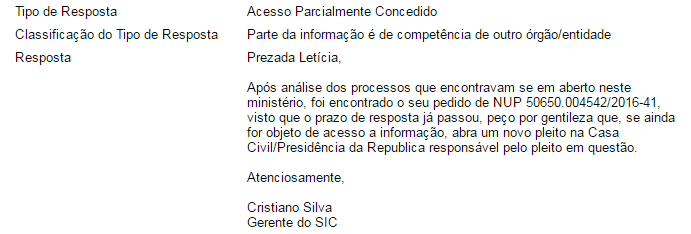 Tipo de Resposta Acesso Parcialmente Concedido
Classificação do Tipo de Resposta Parte da informação é de competência de outro órgão/entidade
Resposta Prezada Letícia,
Após análise dos processos que encontravam se em aberto neste
ministério, foi encontrado o seu pedido de NUP 50650.004542/2016-41,
visto que o prazo de resposta já passou, peço por gentileza que, se ainda
for objeto de acesso a informação, abra um novo pleito na Casa
Civil/Presidência da Republica responsável pelo pleito em questão.
Atenciosamente,
Cristiano Silva
Gerente do SIC